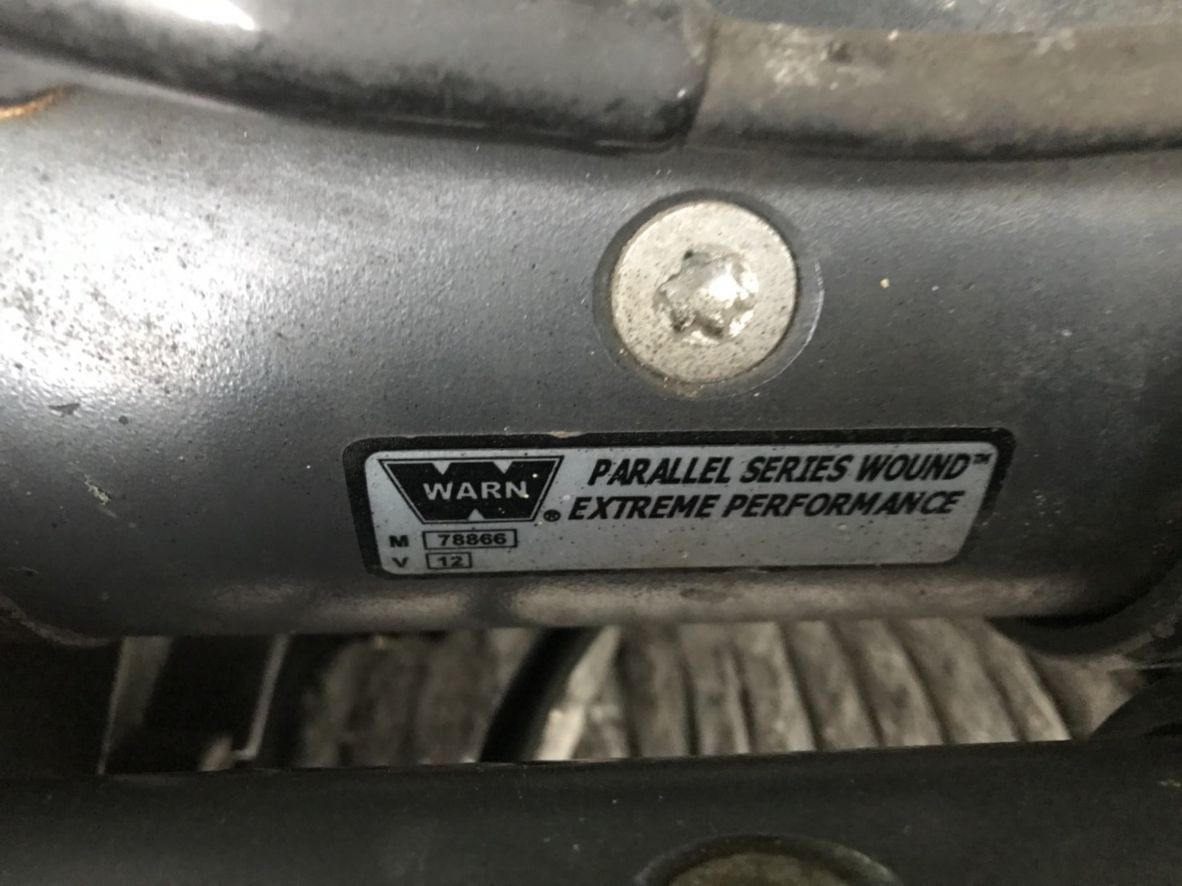 WARN®
PARALLEL SERIES WOUND™
EXTREME PERFORMANCE
M 78866
V 12